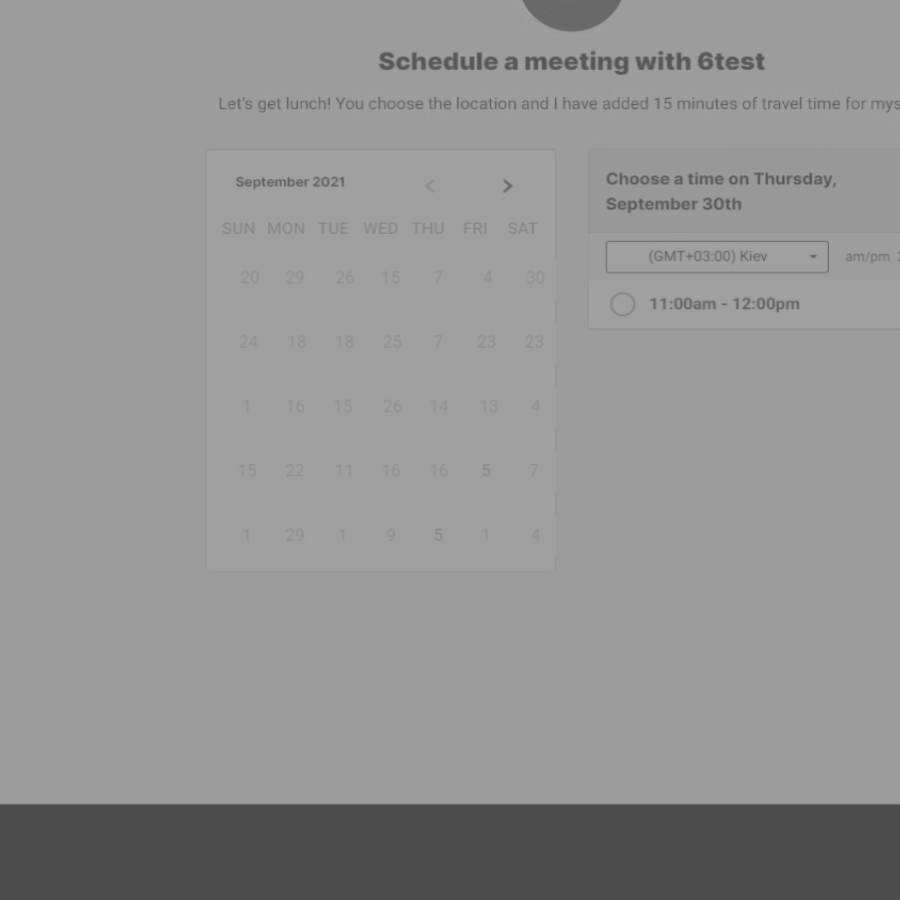 Schedule a meeting with 6test
Let's get lunch! You choose the location and I have added 15 minutes of travel time for mys
September 2021 < >
SUN MON TUE WED THU FRI SAT
20 29 26 15 7 4 30
24 18 18 25 7 23 23
1 16 15 26 14 13 4
15 22 11 16 16 5 7
1 29 1 9 5 1 4
Choose a time on Thursday,
September 30th
(GMT+03:00) Kiev am/pm
11:00am - 12:00pm